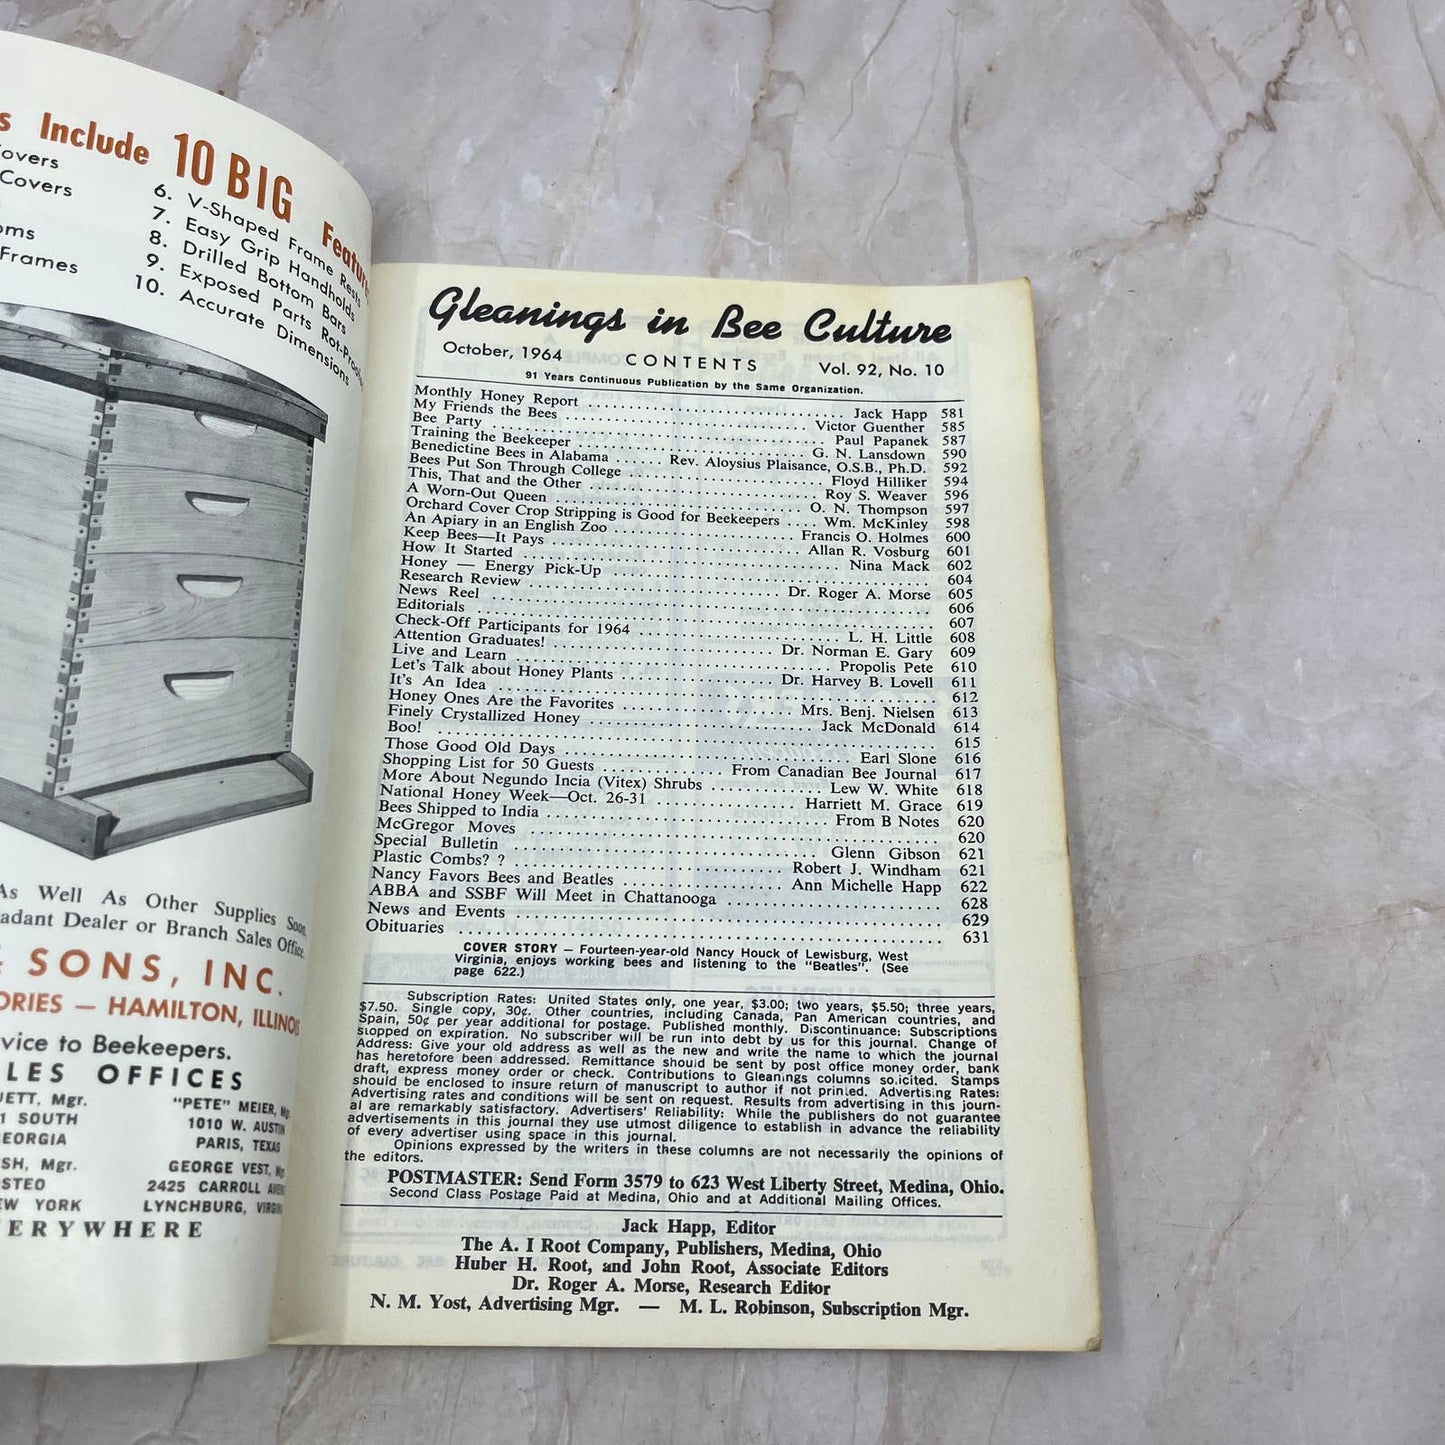 s Include 10 BIG Features
Covers
Covers
oms
Frames
6. V-Shaped Frame Rests
7. Easy Grip Handholds
8. Drilled Bottom Bars
9. Exposed Parts Rot-Proofed
10. Accurate Dimensions
As Well As Other Supplies Soon
adant Dealer or Branch Sales Office.
& SONS, INC.
ORIES — HAMILTON, ILLINOIS
vice to Beekeepers.
LES OFFICES
UETT, Mgr.
1 SOUTH
GEORGIA
SH, Mgr.
STEO
EW YORK
"PETE" MEIER, Mgr.
1010 W. AUSTIN
PARIS, TEXAS
GEORGE VEST, Mgr.
2425 CARROLL AVENUE
LYNCHBURG, VIRGINIA
ERYWHERE
Gleanings in Bee Culture
October, 1964 CONTENTS Vol. 92, No. 10
91 Years Continuous Publication by the Same Organization.
Monthly Honey Report ........ Jack Happ 581
My Friends the Bees ........ Victor Guenther 585
Bee Party ........ Paul Papanek 587
Training the Beekeeper ........ G. N. Lansdown 590
Benedictine Bees in Alabama ...... Rev. Aloysius Plaisance, O.S.B., Ph.D. 592
Bees Put Son Through College ........ Floyd Hilliker 594
This, That and the Other ........ Roy S. Weaver 596
A Worn-Out Queen ........ O. N. Thompson 597
Orchard Cover Crop Stripping is Good for Beekeepers .... Wm. McKinley 598
An Apiary in an English Zoo ........ Francis O. Holmes 600
Keep Bees—It Pays ........ Allan R. Vosburg 601
How It Started ........ Nina Mack 602
Honey — Energy Pick-Up ........ 604
Research Review ........ Dr. Roger A. Morse 605
News Reel ........ 606
Editorials ........ 607
Check-Off Participants for 1964 ........ L. H. Little 608
Attention Graduates! ........ Dr. Norman E. Gary 609
Live and Learn ........ Propolis Pete 610
Let's Talk about Honey Plants ........ Dr. Harvey B. Lovell 611
It's An Idea ........ 612
Honey Ones Are the Favorites ........ Mrs. Benj. Nielsen 613
Finely Crystallized Honey ........ Jack McDonald 614
Boo! ........ 615
Those Good Old Days ........ Earl Slone 616
Shopping List for 50 Guests ........ From Canadian Bee Journal 617
More About Negundo Incia (Vitex) Shrubs ........ Lew W. White 618
National Honey Week—Oct. 26-31 ........ Harriett M. Grace 619
Bees Shipped to India ........ From B Notes 620
McGregor Moves ........ 620
Special Bulletin ........ Glenn Gibson 621
Plastic Combs? ? ........ Robert J. Windham 621
Nancy Favors Bees and Beatles ........ Ann Michelle Happ 622
ABBA and SSBF Will Meet in Chattanooga ........ 628
News and Events ........ 629
Obituaries ........ 631
COVER STORY — Fourteen-year-old Nancy Houck of Lewisburg, West
Virginia, enjoys working bees and listening to the "Beatles". (See
page 622.)
Subscription Rates: United States only, one year, $3.00; two years, $5.50; three years,
$7.50. Single copy, 30¢. Other countries, including Canada, Pan American countries, and
Spain, 50¢ per year additional for postage. Published monthly. Discontinuance: Subscriptions
stopped on expiration. No subscriber will be run into debt by us for this journal. Change of
Address: Give your old address as well as the new and write the name to which the journal
has heretofore been addressed. Remittance should be sent by post office money order, bank
draft, express money order or check. Contributions to Gleanings columns solicited. Stamps
should be enclosed to insure return of manuscript to author if not printed. Advertising Rates:
Advertising rates and conditions will be sent on request. Results from advertising in this journ-
al are remarkably satisfactory. Advertisers' Reliability: While the publishers do not guarantee
advertisements in this journal they use utmost diligence to establish in advance the reliability
of every advertiser using space in this journal.
Opinions expressed by the writers in these columns are not necessarily the opinions of
the editors.
POSTMASTER: Send Form 3579 to 623 West Liberty Street, Medina, Ohio.
Second Class Postage Paid at Medina, Ohio and at Additional Mailing Offices.
Jack Happ, Editor
The A. I Root Company, Publishers, Medina, Ohio
Huber H. Root, and John Root, Associate Editors
Dr. Roger A. Morse, Research Editor
N. M. Yost, Advertising Mgr. — M. L. Robinson, Subscription Mgr.